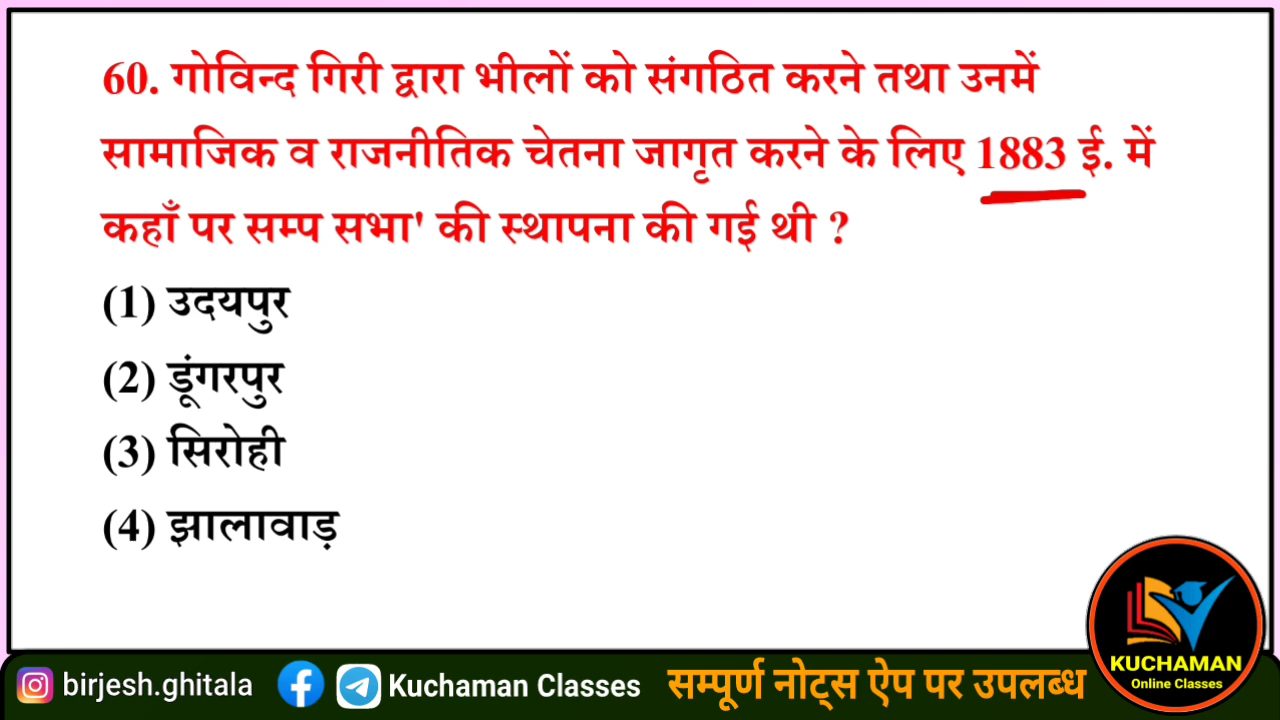 60. गोविन्द गिरी द्वारा भीलों को संगठित करने तथा उनमें
सामाजिक व राजनीतिक चेतना जागृत करने के लिए 1883 ई. में
कहाँ पर सम्प सभा' की स्थापना की गई थी ?
(1) उदयपुर
(2) डूंगरपुर
(3) सिरोही
(4) झालावाड़
KUCHAMAN
Online Classes
birjesh.ghitala Kuchaman Classes सम्पूर्ण नोट्स ऐप पर उपलब्ध